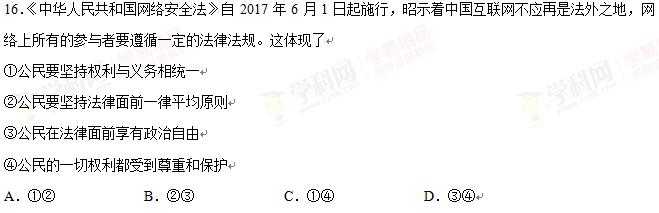 16.《中华人民共和国网络安全法》自 2017 年 6 月 1 日起施行，昭示着中国互联网不应再是法外之地，网
络上所有的参与者要遵循一定的法律法规。这体现了
①公民要坚持权利与义务相统一
②公民要坚持法律面前一律平均原则
③公民在法律面前享有政治自由
④公民的一切权利都受到尊重和保护
A．①② B．②③ C．①④ D．③④